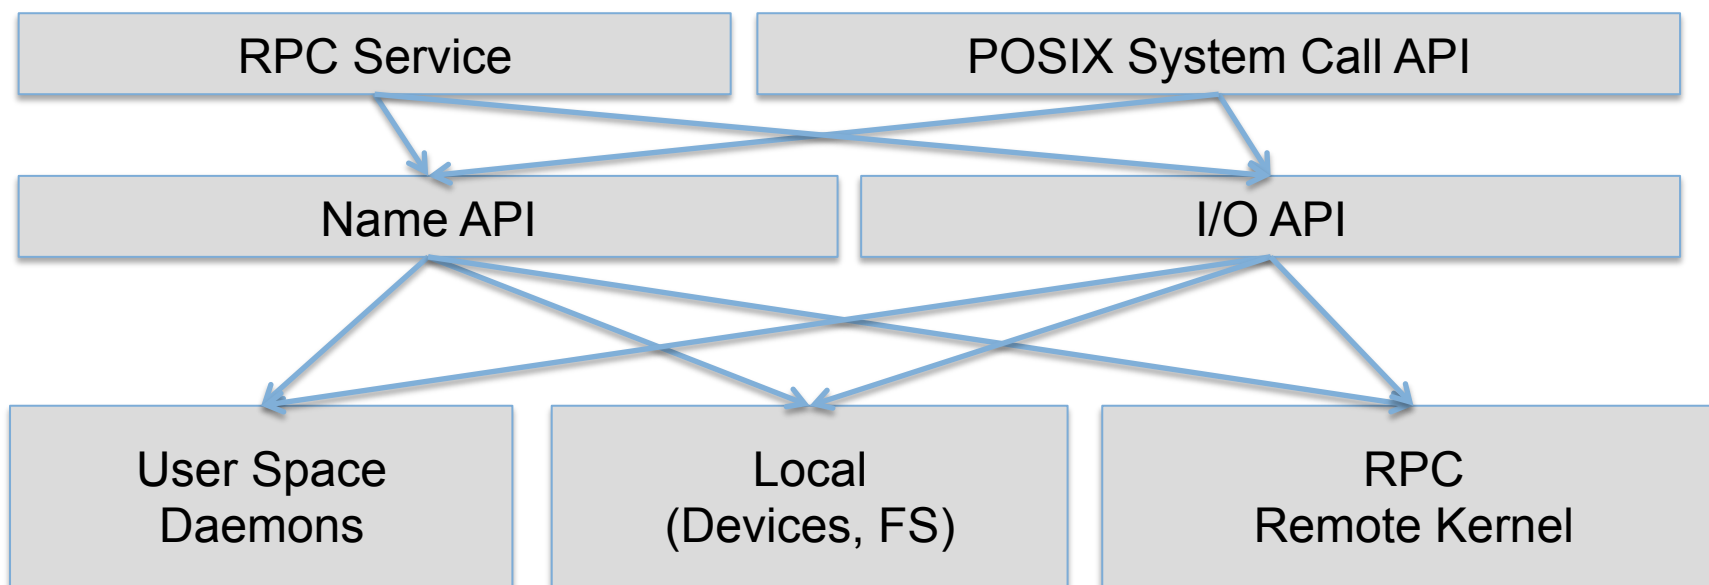 RPC Service
POSIX System Call API
Name API
I/O API
User Space
Daemons
Local
(Devices, FS)
RPC
Remote Kernel